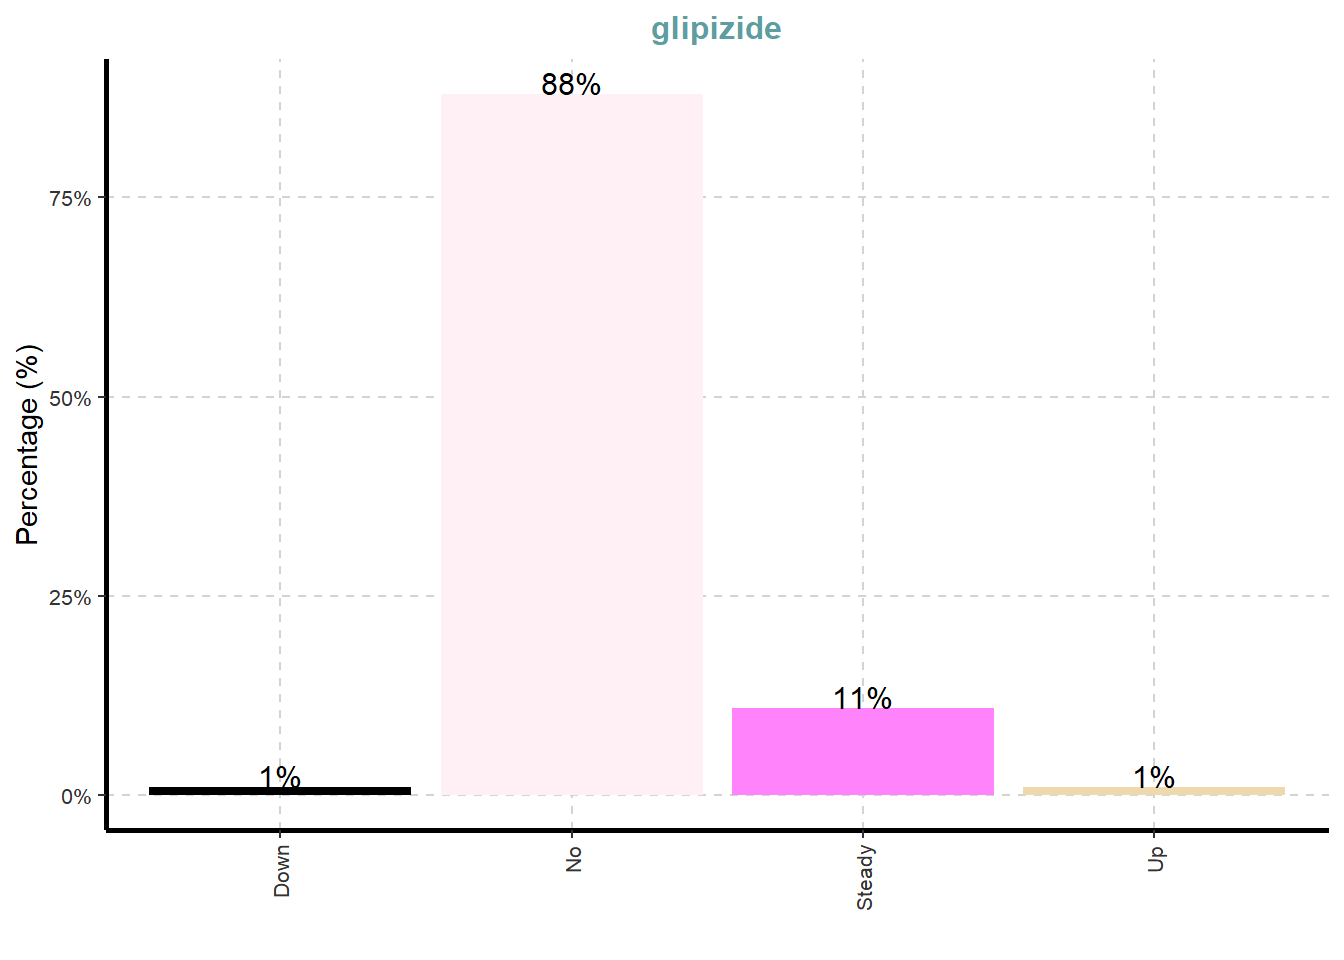 glipizide
88%
75%
50%
25%
11%
1%
1%
0%
Percentage (%)
Down
No
Steady
Up